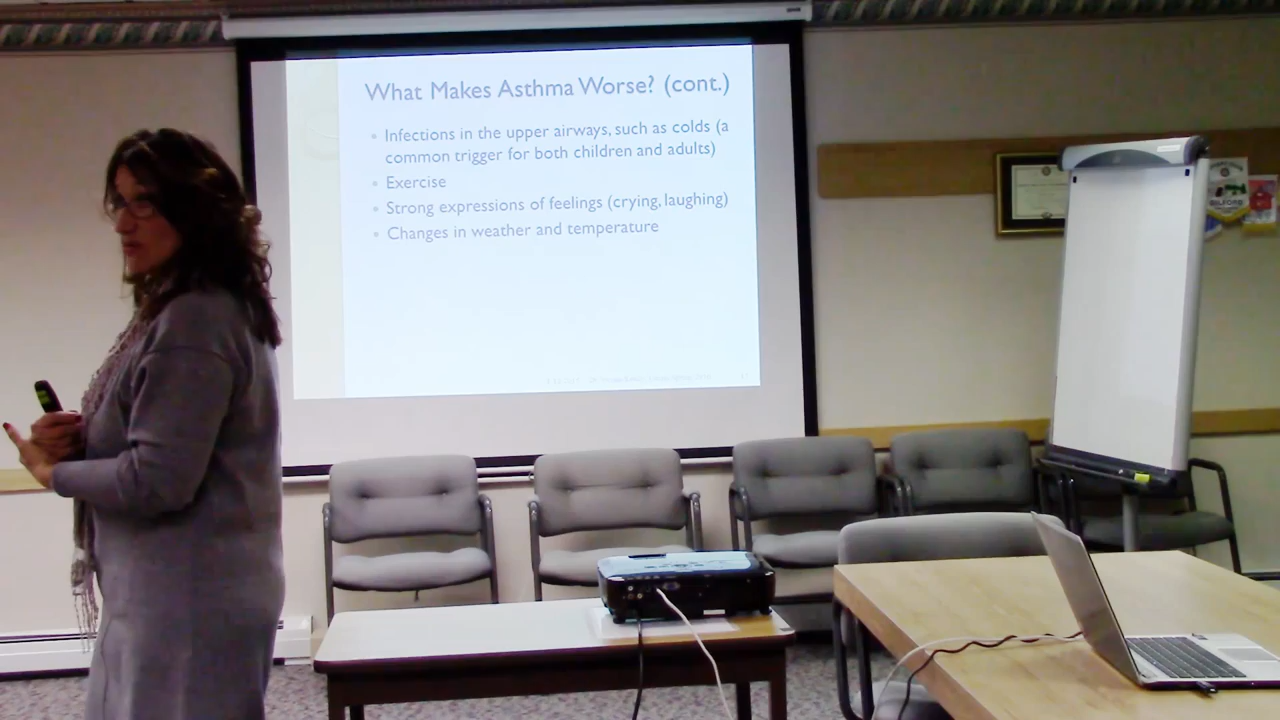 What Makes Asthma Worse? (cont.)
• Infections in the upper airways, such as colds (a
common trigger for both children and adults)
• Exercise
• Strong expressions of feelings (crying, laughing)
• Changes in weather and temperature